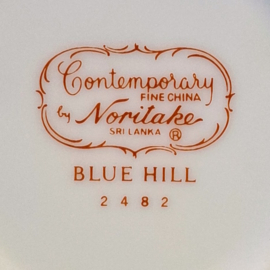 Contemporary
FINE CHINA
by Noritake
SRI LANKA ®
BLUE HILL
2482